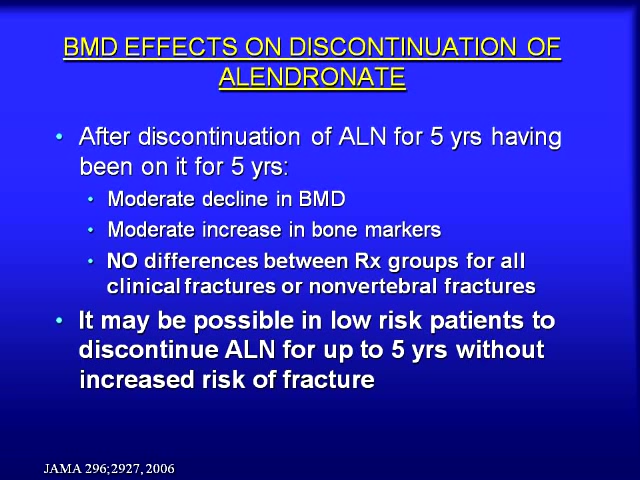 BMD EFFECTS ON DISCONTINUATION OF
ALENDRONATE
• After discontinuation of ALN for 5 yrs having
been on it for 5 yrs:
• Moderate decline in BMD
• Moderate increase in bone markers
• NO differences between Rx groups for all
clinical fractures or nonvertebral fractures
• It may be possible in low risk patients to
discontinue ALN for up to 5 yrs without
increased risk of fracture
JAMA 296;2927, 2006